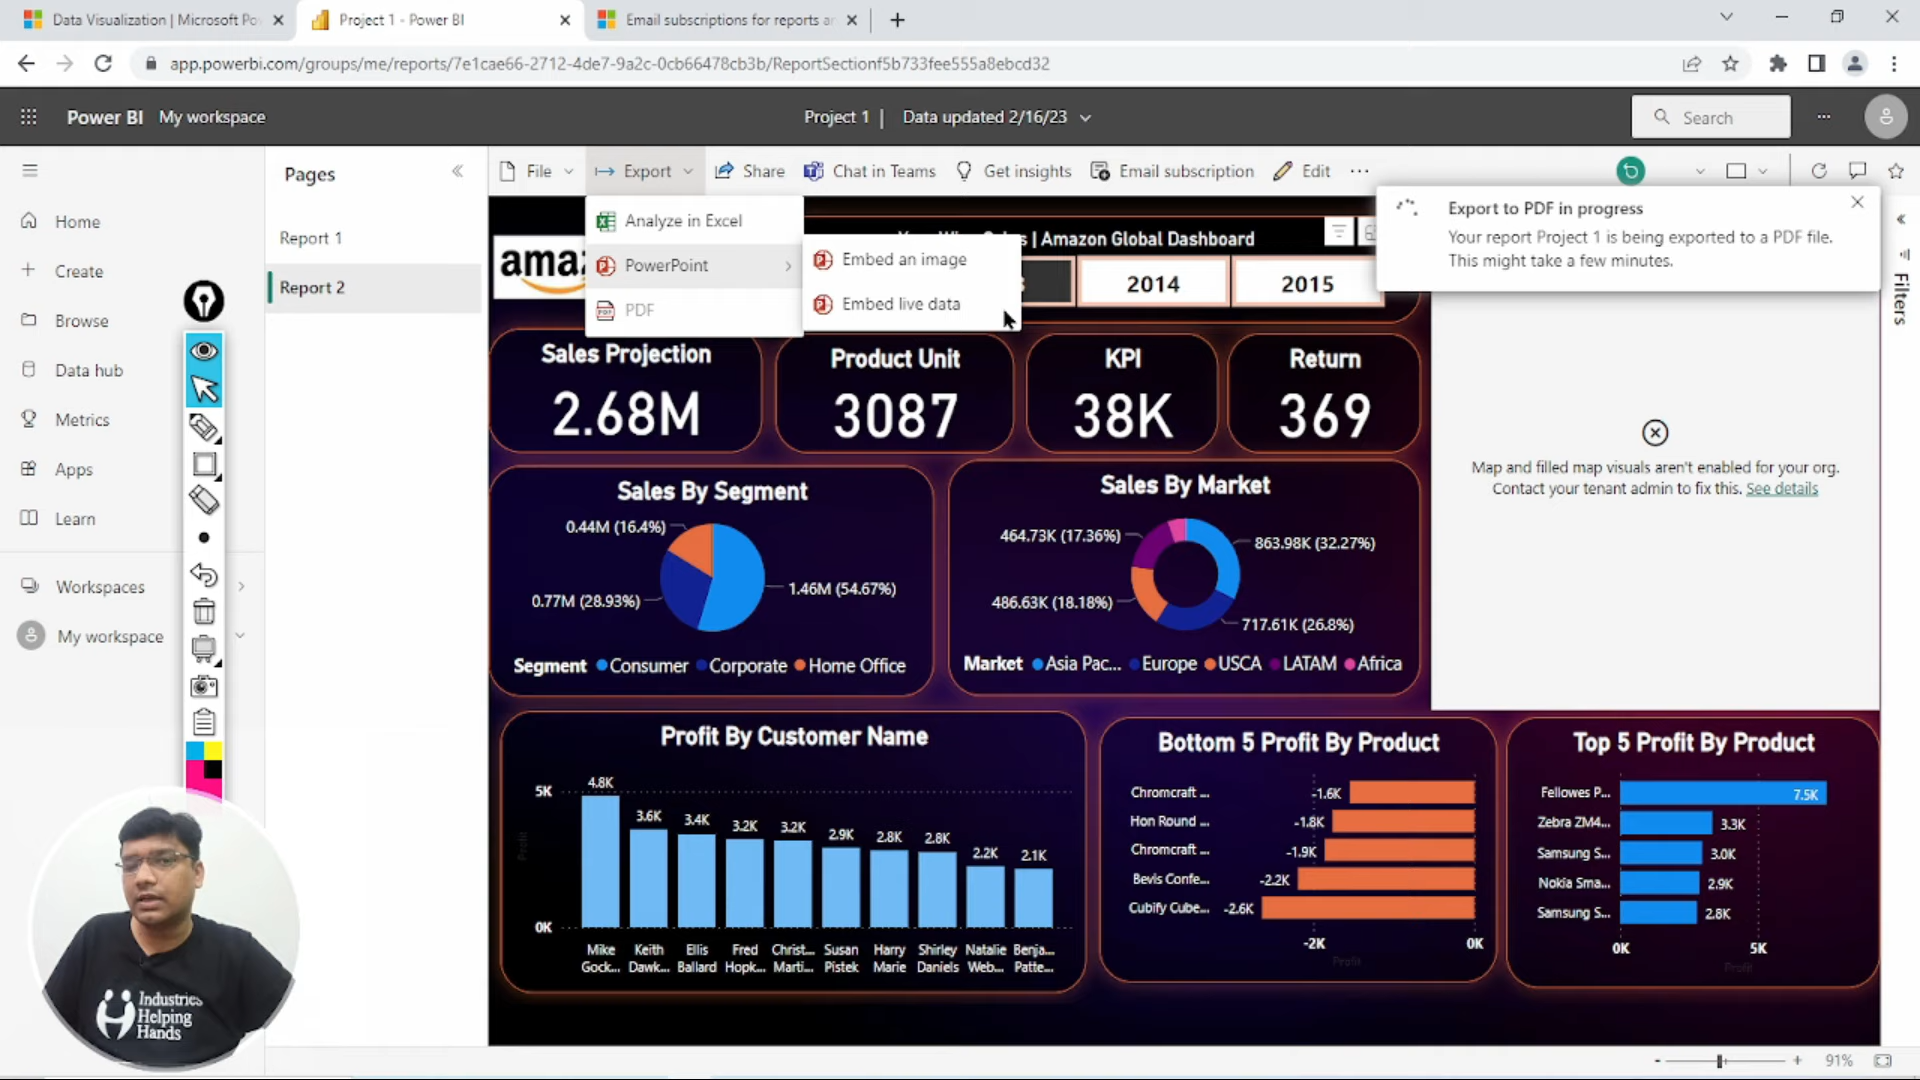 Data Visualization | Microsoft Po
Project 1 - Power BI
Email subscriptions for reports an
app.powerbi.com/groups/me/reports/7e1cae66-2712-4de7-9a2c-0cb66478cb3b/ReportSectionf5b733fee555a8ebcd32
Power BI My workspace
Project 1 | Data updated 2/16/23
Search
Pages
File
Export
Share
Chat in Teams
Get insights
Email subscription
Edit
Home
Create
Browse
Data hub
Metrics
Apps
Learn
Workspaces
My workspace
Report 1
Report 2
Analyze in Excel
PowerPoint
PDF
Embed an image
Embed live data
Export to PDF in progress
Your report Project 1 is being exported to a PDF file.
This might take a few minutes.
Filters
| Amazon Global Dashboard
2014
2015
Sales Projection
2.68M
Product Unit
3087
KPI
38K
Return
369
Map and filled map visuals aren't enabled for your org.
Contact your tenant admin to fix this. See details
Sales By Segment
0.44M (16.4%)
0.77M (28.93%)
1.46M (54.67%)
Segment Consumer Corporate Home Office
Sales By Market
464.73K (17.36%)
863.98K (32.27%)
486.63K (18.18%)
717.61K (26.8%)
Market Asia Pac... Europe USCA LATAM Africa
Profit By Customer Name
5K
0K
4.8K
3.6K
3.4K
3.2K
3.2K
2.9K
2.8K
2.8K
2.2K
2.1K
Mike Gock...
Keith Dawk...
Ellis Ballard
Fred Hopk...
Christ... Marti...
Susan Pistek
Harry Marie
Shirley Daniels
Natalie Web...
Benja... Patte...
Bottom 5 Profit By Product
Chromcraft ... -1.6K
Hon Round ... -1.8K
Chromcraft ... -1.9K
Bevis Confe... -2.2K
Cubify Cube... -2.6K
-2K 0K
Profit
Top 5 Profit By Product
Fellowes P... 7.5K
Zebra ZM4... 3.3K
Samsung S... 3.0K
Nokia Sma... 2.9K
Samsung S... 2.8K
0K 5K
Profit
Industries
Helping
Hands
91%